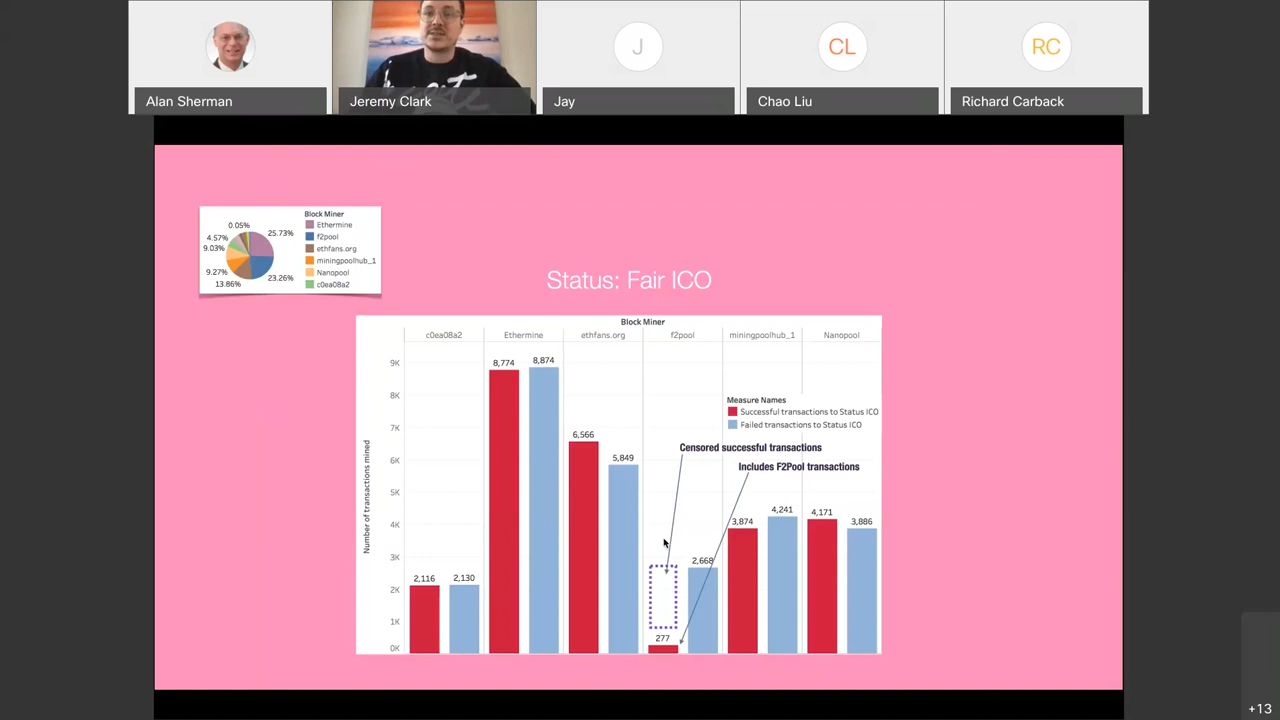 Alan Sherman
Jeremy Clark
J
Jay
CL
Chao Liu
RC
Richard Carback
Block Miner
Ethermine
f2pool
ethfans.org
miningpoolhub_1
Nanopool
c0ea08a2
0.05%
4.57%
9.03%
9.27%
13.86%
25.73%
23.26%
Status: Fair ICO
Block Miner
c0ea08a2 Ethermine ethfans.org f2pool miningpoolhub_1 Nanopool
Number of transactions mined
9K
8K
7K
6K
5K
4K
3K
2K
1K
0K
2,116 2,130
8,774 8,874
6,566 5,849
277 2,668
3,874 4,241
4,171 3,886
Measure Names
Successful transactions to Status ICO
Failed transactions to Status ICO
Censored successful transactions
Includes F2Pool transactions
+13